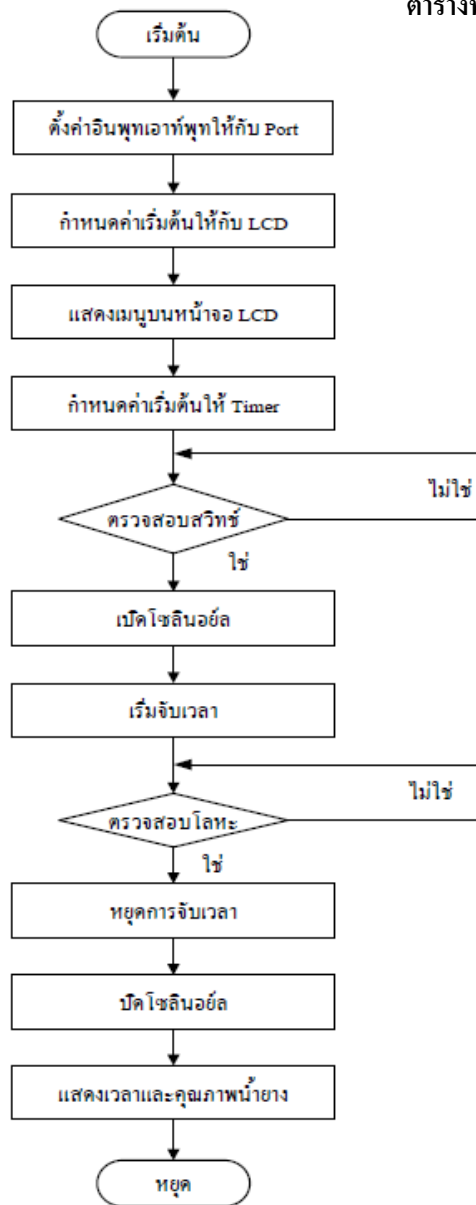 เริ่มต้น
ตั้งค่าอินพุทเอาท์พุทให้กับ Port
กำหนดค่าเริ่มต้นให้กับ LCD
แสดงเมนูบนหน้าจอ LCD
กำหนดค่าเริ่มต้นให้ Timer
ไม่ใช่
ตรวจสอบสวิทช์
ใช่
เปิดโซลินอย์ล
เริ่มจับเวลา
ไม่ใช่
ตรวจสอบโลหะ
ใช่
หยุดการจับเวลา
ปิดโซลินอย์ล
แสดงเวลาและคุณภาพน้ำยาง
หยุด